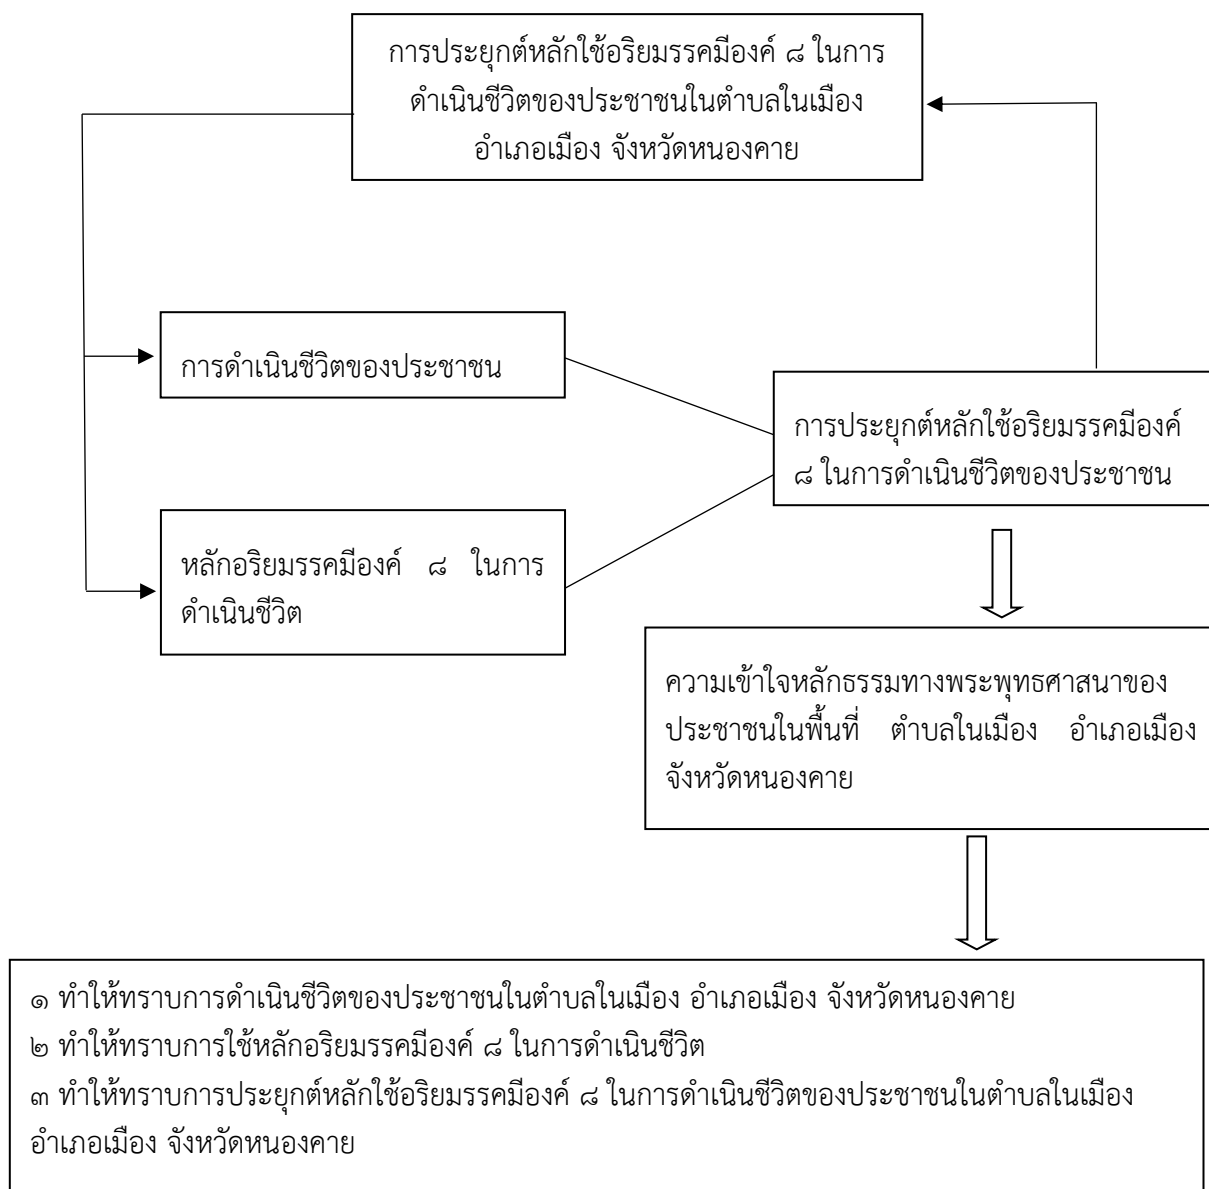 การประยุกต์หลักใช้อริยมรรคมีองค์ ๘ ในการ
ดำเนินชีวิตของประชาชนในตำบลในเมือง
อำเภอเมือง จังหวัดหนองคาย
การดำเนินชีวิตของประชาชน
การประยุกต์หลักใช้อริยมรรคมีองค์
๘ ในการดำเนินชีวิตของประชาชน
หลักอริยมรรคมีองค์ ๘ ในการ
ดำเนินชีวิต
ความเข้าใจหลักธรรมทางพระพุทธศาสนาของ
ประชาชนในพื้นที่ ตำบลในเมือง อำเภอเมือง
จังหวัดหนองคาย
๑ ทำให้ทราบการดำเนินชีวิตของประชาชนในตำบลในเมือง อำเภอเมือง จังหวัดหนองคาย
๒ ทำให้ทราบการใช้หลักอริยมรรคมีองค์ ๘ ในการดำเนินชีวิต
๓ ทำให้ทราบการประยุกต์หลักใช้อริยมรรคมีองค์ ๘ ในการดำเนินชีวิตของประชาชนในตำบลในเมือง
อำเภอเมือง จังหวัดหนองคาย